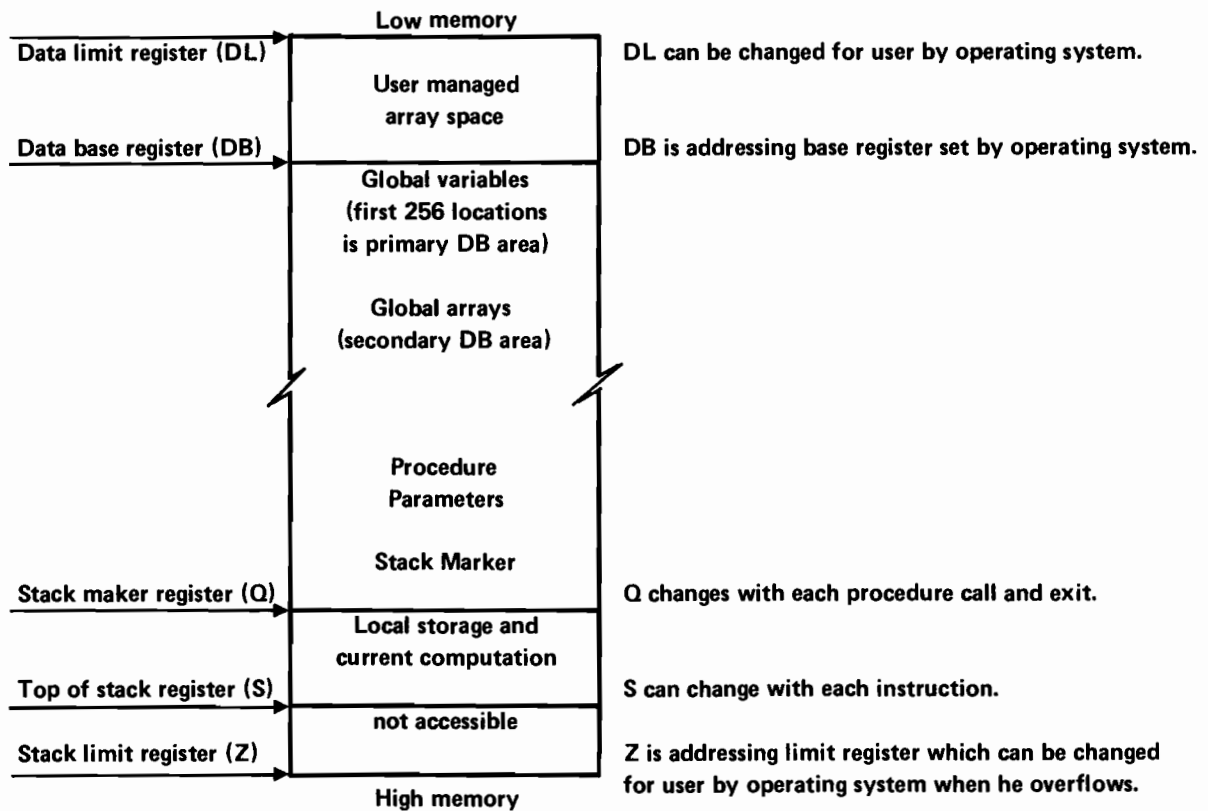 Low memory
Data limit register (DL)
DL can be changed for user by operating system.
User managed
array space
Data base register (DB)
DB is addressing base register set by operating system.
Global variables
(first 256 locations
is primary DB area)
Global arrays
(secondary DB area)
Procedure
Parameters
Stack Marker
Stack maker register (Q)
Q changes with each procedure call and exit.
Local storage and
current computation
Top of stack register (S)
S can change with each instruction.
not accessible
Stack limit register (Z)
Z is addressing limit register which can be changed
for user by operating system when he overflows.
High memory